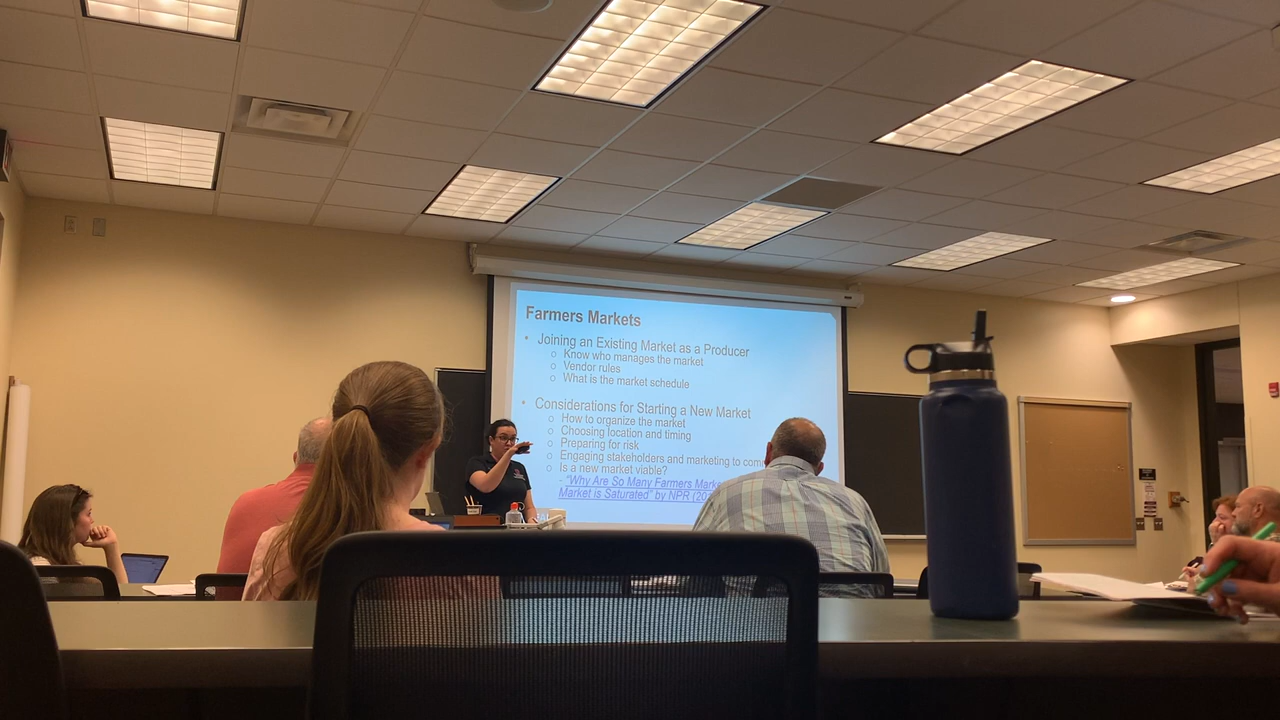 Farmers Markets
• Joining an Existing Market as a Producer
o Know who manages the market
o Vendor rules
o What is the market schedule
• Considerations for Starting a New Market
o How to organize the market
o Choosing location and timing
o Preparing for risk
o Engaging stakeholders and marketing to
o Is a new market viable?
- "Why Are So Many Farmers
Market is Saturated" by NPR